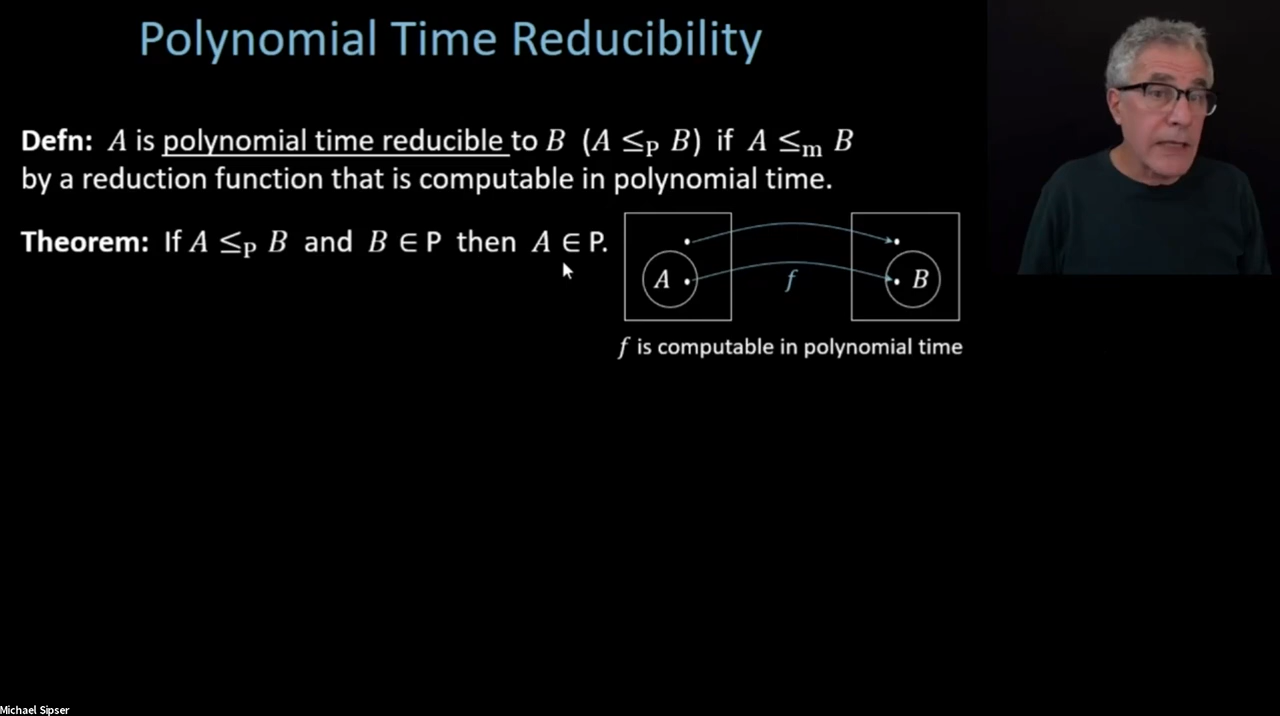 Polynomial Time Reducibility
Defn: A is polynomial time reducible to B (A ≤ₚ B) if A ≤ₘ B
by a reduction function that is computable in polynomial time.
Theorem: If A ≤ₚ B and B ∈ P then A ∈ P.
A f B
f is computable in polynomial time
Michael Sipser